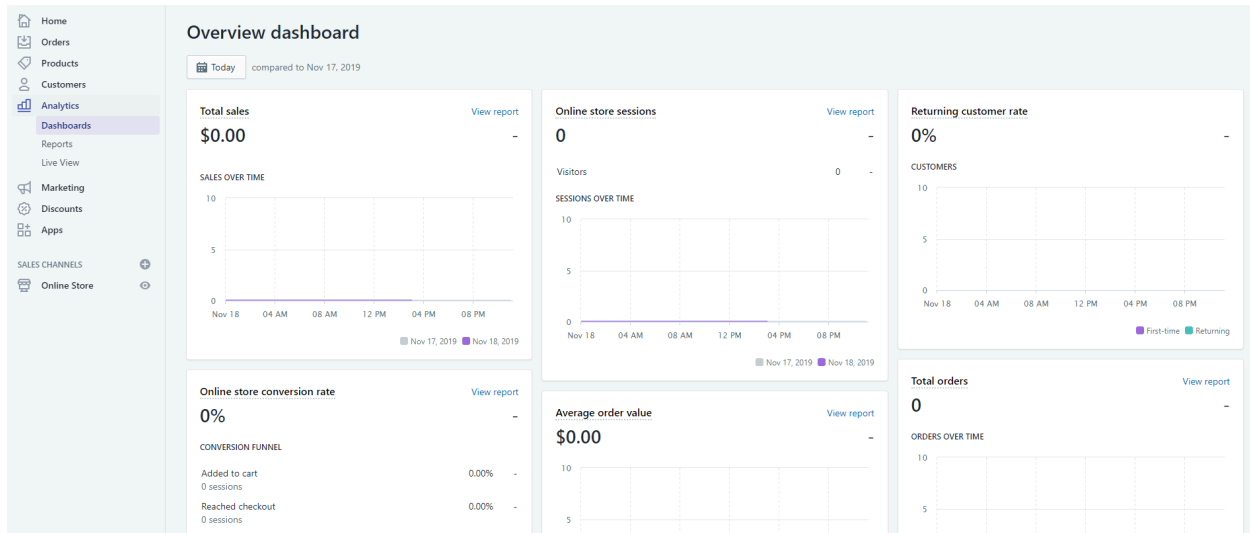 Home
Orders
Products
Customers
Analytics
Dashboards
Reports
Live View
Marketing
Discounts
Apps
SALES CHANNELS
Online Store
Overview dashboard
Today compared to Nov 17, 2019
Total sales View report
$0.00 -
SALES OVER TIME
10
5
0
Nov 18 04 AM 08 AM 12 PM 04 PM 08 PM
Nov 17, 2019 Nov 18, 2019
Online store conversion rate View report
0% -
CONVERSION FUNNEL
Added to cart 0.00% -
0 sessions
Reached checkout 0.00% -
0 sessions
Online store sessions View report
0 -
Visitors 0 -
SESSIONS OVER TIME
10
5
0
Nov 18 04 AM 08 AM 12 PM 04 PM 08 PM
Nov 17, 2019 Nov 18, 2019
Average order value View report
$0.00 -
10
5
Returning customer rate
0% -
CUSTOMERS
10
5
0
Nov 18 04 AM 08 AM 12 PM 04 PM 08 PM
First-time Returning
Total orders View report
0 -
ORDERS OVER TIME
10
5